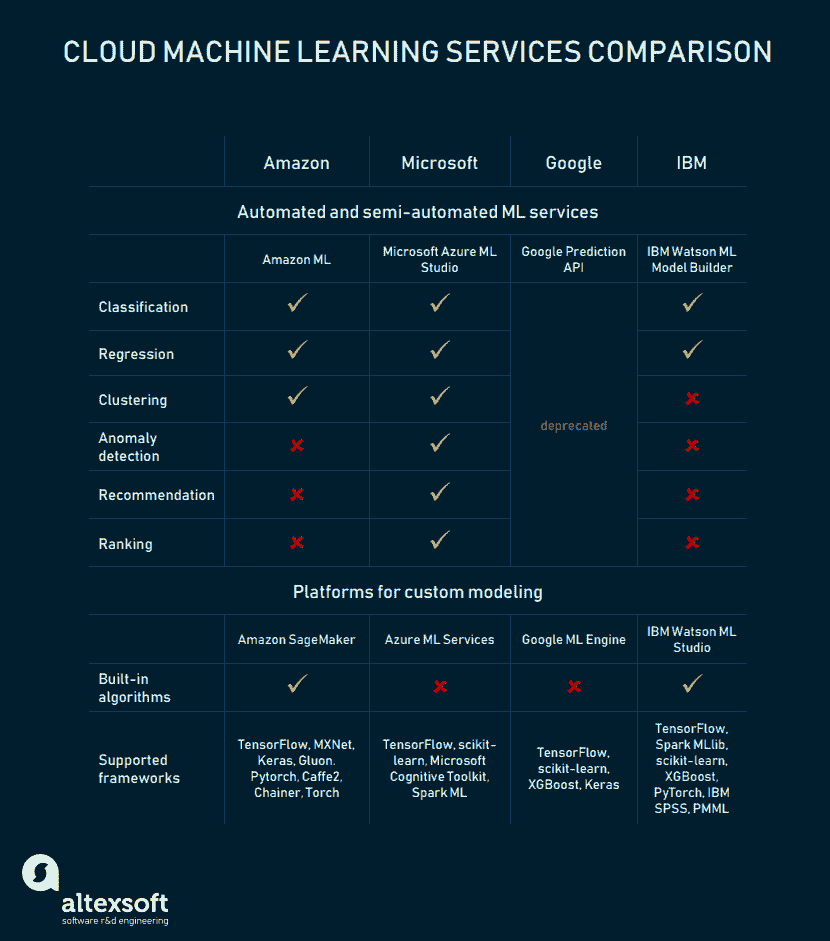 CLOUD MACHINE LEARNING SERVICES COMPARISON
Amazon Microsoft Google IBM
Automated and semi-automated ML services
Amazon ML
Microsoft Azure ML
Studio
Google Prediction
API
IBM Watson ML
Model Builder
Classification
Regression
Clustering
Anomaly
detection
Recommendation
Ranking
deprecated
Platforms for custom modeling
Amazon SageMaker
Azure ML Services
Google ML Engine
IBM Watson ML
Studio
Built-in
algorithms
Supported
frameworks
TensorFlow, MXNet,
Keras, Gluon.
Pytorch, Caffe2,
Chainer, Torch
TensorFlow, scikit-
learn, Microsoft
Cognitive Toolkit,
Spark ML
TensorFlow,
scikit-learn,
XGBoost, Keras
TensorFlow,
Spark MLlib,
scikit-learn,
XGBoost,
PyTorch, IBM
SPSS, PMML
altexsoft
software r&d engineering